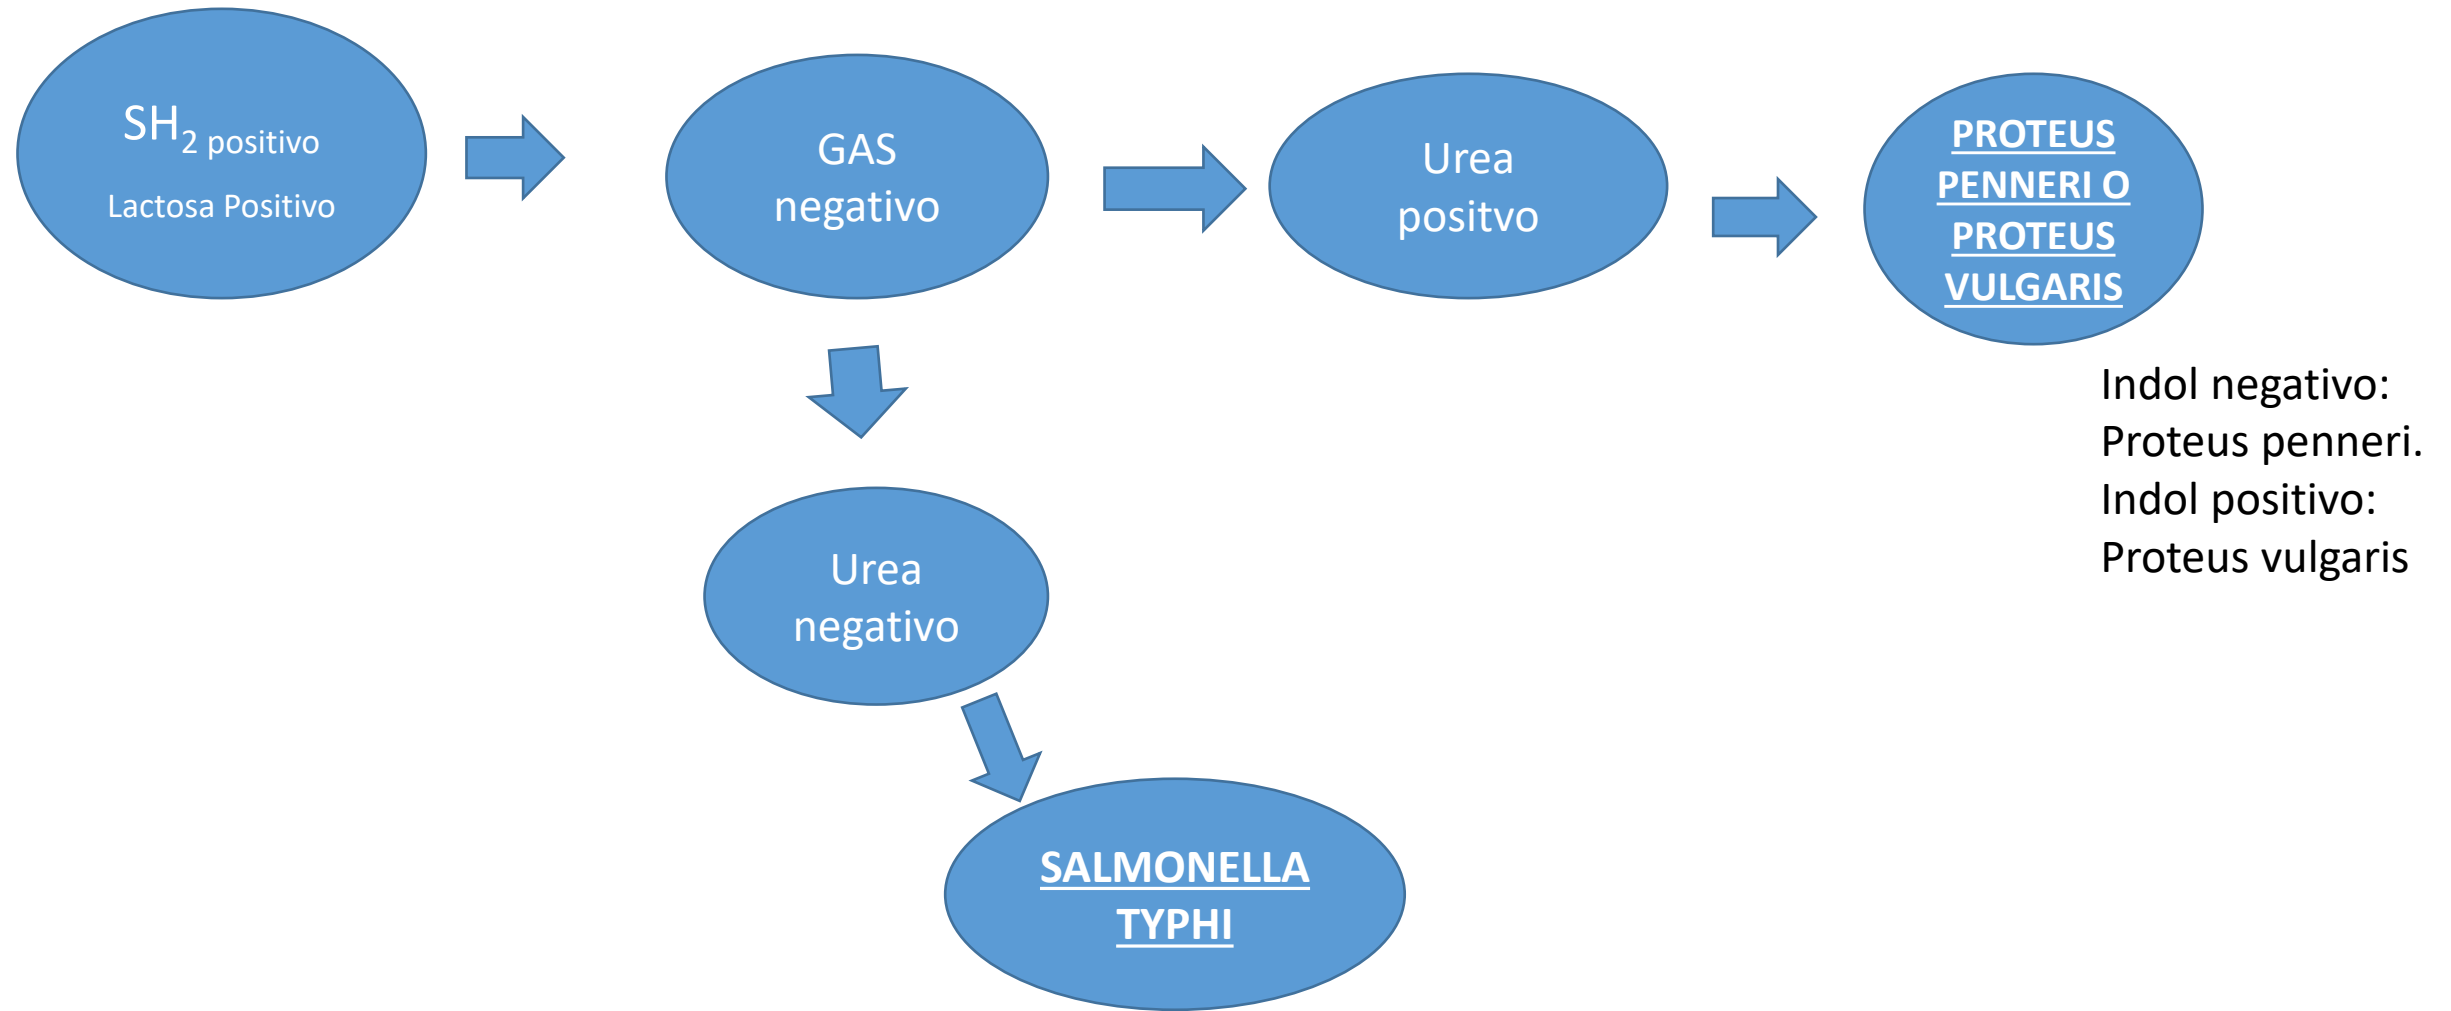 SH2 positivo
Lactosa Positivo
GAS
negativo
Urea
positvo
PROTEUS
PENNERI O
PROTEUS
VULGARIS
Indol negativo:
Proteus penneri.
Indol positivo:
Proteus vulgaris
Urea
negativo
SALMONELLA
TYPHI